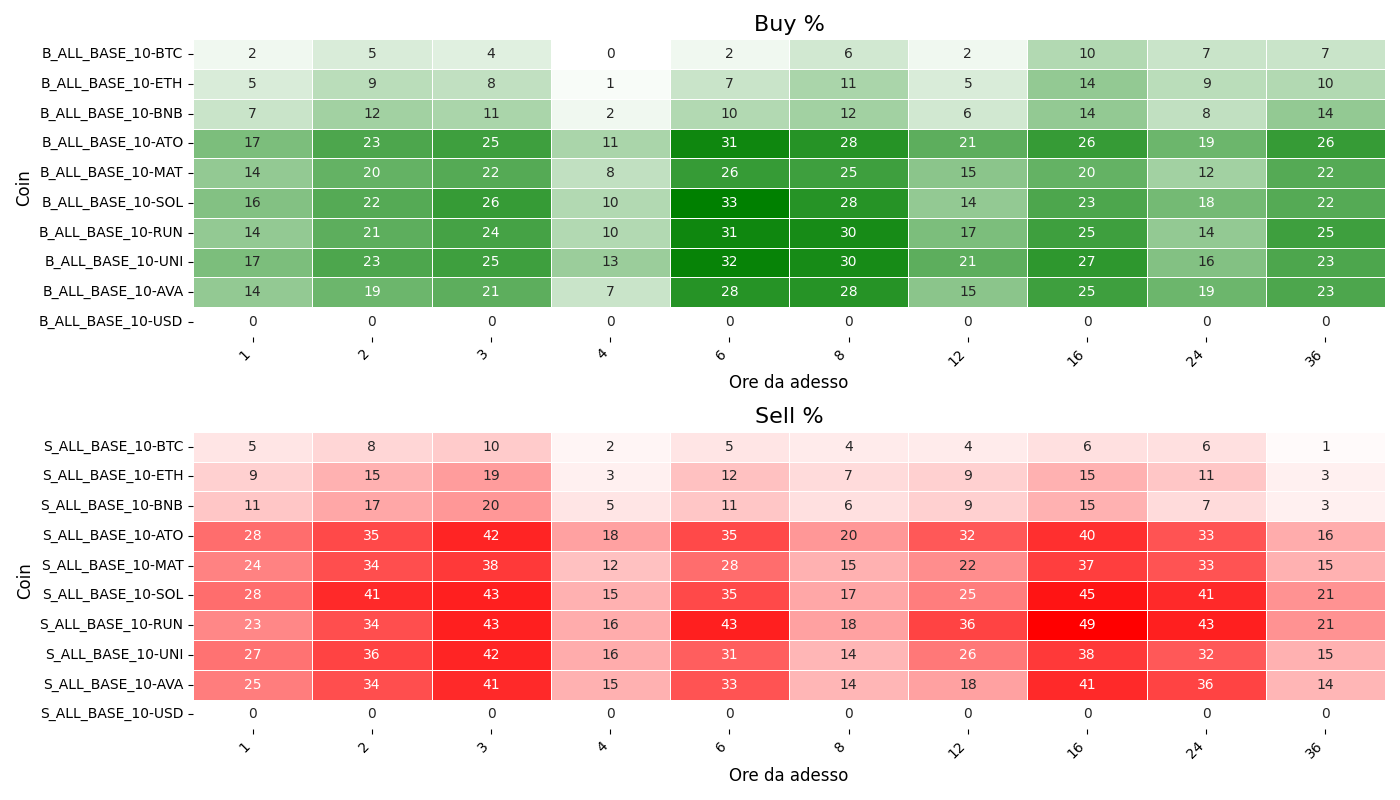 Buy %
Coin
B_ALL_BASE_10-BTC 2 5 4 0 2 6 2 10 7 7
B_ALL_BASE_10-ETH 5 9 8 1 7 11 5 14 9 10
B_ALL_BASE_10-BNB 7 12 11 2 10 12 6 14 8 14
B_ALL_BASE_10-ATO 17 23 25 11 31 28 21 26 19 26
B_ALL_BASE_10-MAT 14 20 22 8 26 25 15 20 12 22
B_ALL_BASE_10-SOL 16 22 26 10 33 28 14 23 18 22
B_ALL_BASE_10-RUN 14 21 24 10 31 30 17 25 14 25
B_ALL_BASE_10-UNI 17 23 25 13 32 30 21 27 16 23
B_ALL_BASE_10-AVA 14 19 21 7 28 28 15 25 19 23
B_ALL_BASE_10-USD 0 0 0 0 0 0 0 0 0 0
1 2 3 4 6 8 12 16 24 36
Ore da adesso
Sell %
Coin
S_ALL_BASE_10-BTC 5 8 10 2 5 4 4 6 6 1
S_ALL_BASE_10-ETH 9 15 19 3 12 7 9 15 11 3
S_ALL_BASE_10-BNB 11 17 20 5 11 6 9 15 7 3
S_ALL_BASE_10-ATO 28 35 42 18 35 20 32 40 33 16
S_ALL_BASE_10-MAT 24 34 38 12 28 15 22 37 33 15
S_ALL_BASE_10-SOL 28 41 43 15 35 17 25 45 41 21
S_ALL_BASE_10-RUN 23 34 43 16 43 18 36 49 43 21
S_ALL_BASE_10-UNI 27 36 42 16 31 14 26 38 32 15
S_ALL_BASE_10-AVA 25 34 41 15 33 14 18 41 36 14
S_ALL_BASE_10-USD 0 0 0 0 0 0 0 0 0 0
1 2 3 4 6 8 12 16 24 36
Ore da adesso